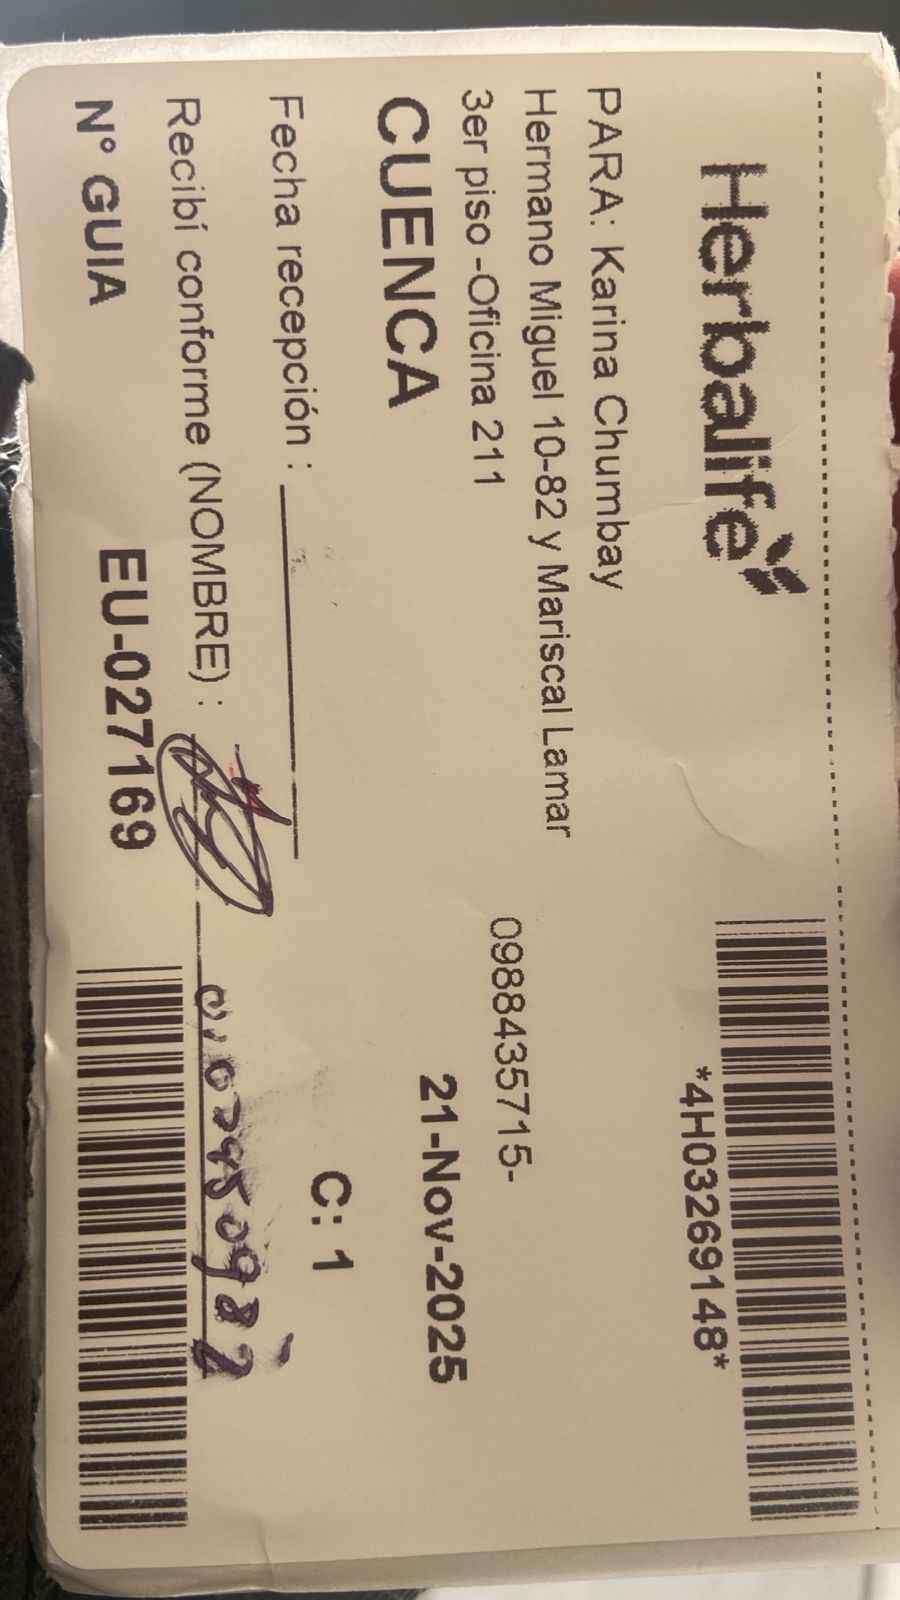 Herbalife
*4H03269148*
PARA: Karina Chumbay
Hermano Miguel 10-82 y Mariscal Lamar
3er piso -Oficina 211
0988435715-
CUENCA
21-Nov-2025
Fecha recepción :
C: 1
Recibí conforme (NOMBRE) :
N° GUIA EU-027169